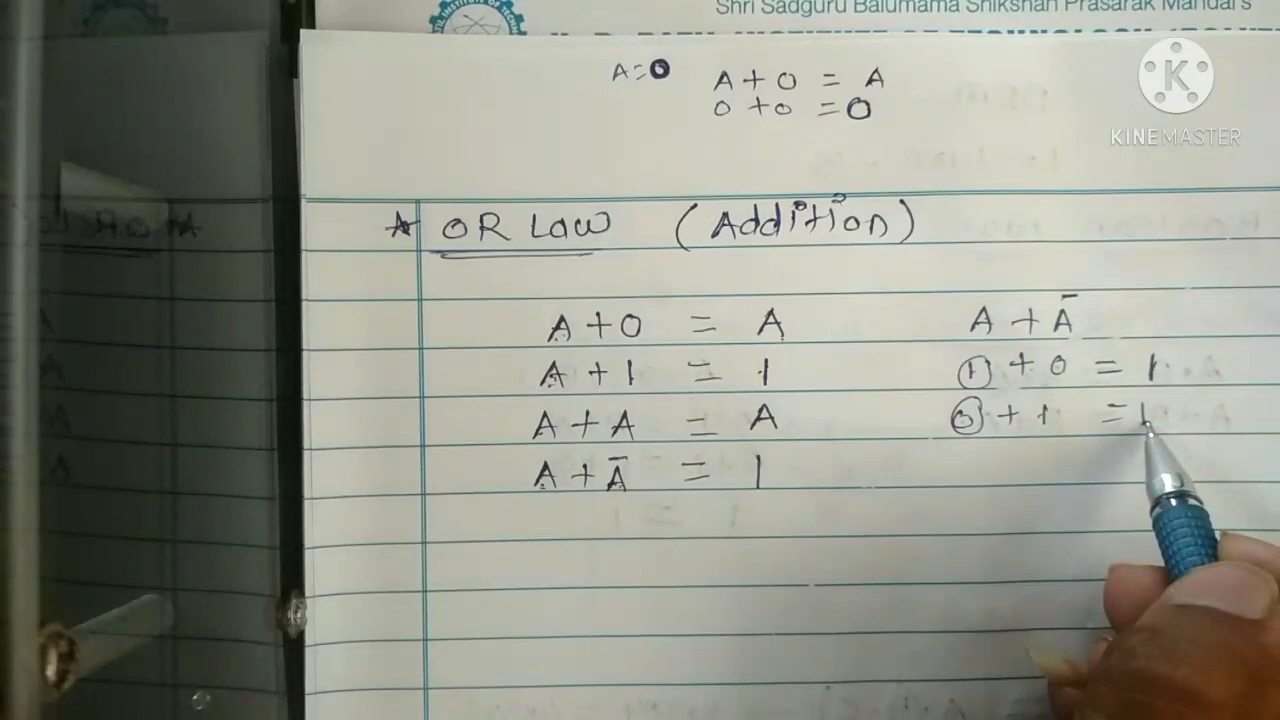 Shri Sadguru Balumama Shikshan Prasarak Mandal's
A=0 A+0 = A
0+0 =0
KINEMASTER
★ OR Law (Addition)
A+0 = A A+Ā
A+1 = 1 1+0 = 1
A+A = A 0+1 =1
A+Ā = 1